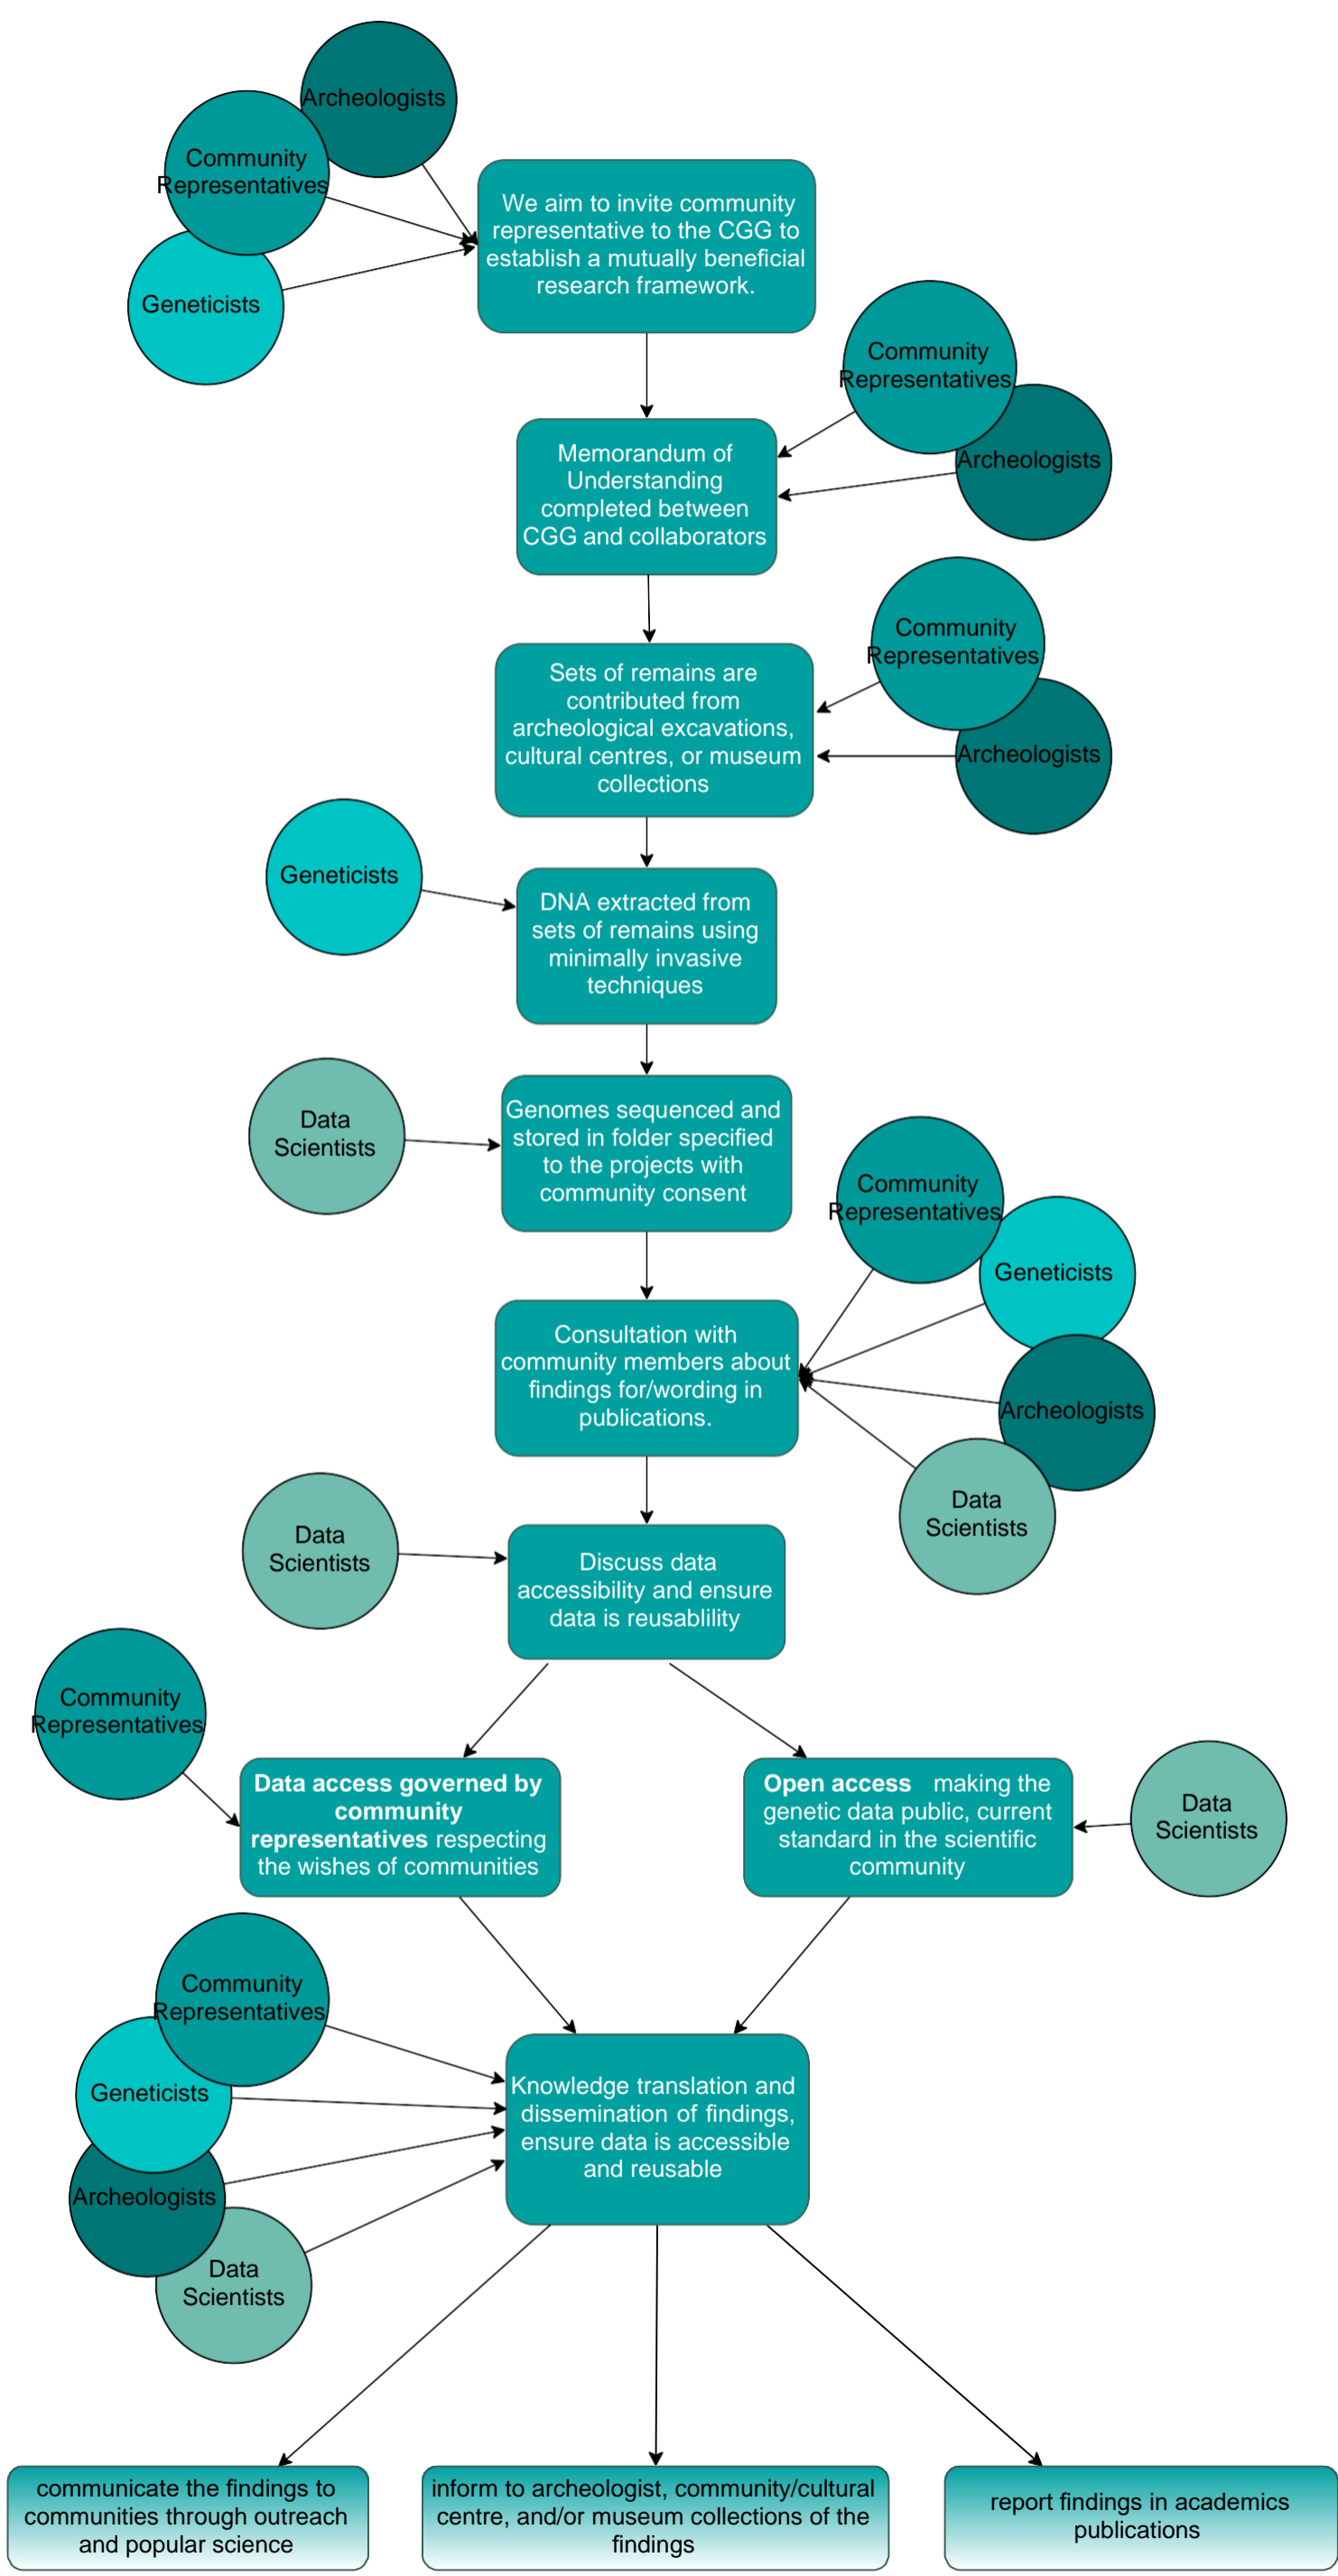 Archeologists
Community
Representatives
Geneticists
We aim to invite community
representative to the CGG to
establish a mutually beneficial
research framework.
Community
Representatives
Archeologists
Memorandum of
Understanding
completed between
CGG and collaborators
Community
Representatives
Archeologists
Sets of remains are
contributed from
archeological excavations,
cultural centres, or museum
collections
Geneticists
DNA extracted from
sets of remains using
minimally invasive
techniques
Data
Scientists
Genomes sequenced and
stored in folder specified
to the projects with
community consent
Community
Representatives
Geneticists
Archeologists
Data
Scientists
Consultation with
community members about
findings for/wording in
publications.
Data
Scientists
Discuss data
accessibility and ensure
data is reusablility
Community
Representatives
Data access governed by
community
representatives respecting
the wishes of communities
Open access making the
genetic data public, current
standard in the scientific
community
Data
Scientists
Community
Representatives
Geneticists
Archeologists
Data
Scientists
Knowledge translation and
dissemination of findings,
ensure data is accessible
and reusable
communicate the findings to
communities through outreach
and popular science
inform to archeologist, community/cultural
centre, and/or museum collections of the
findings
report findings in academics
publications